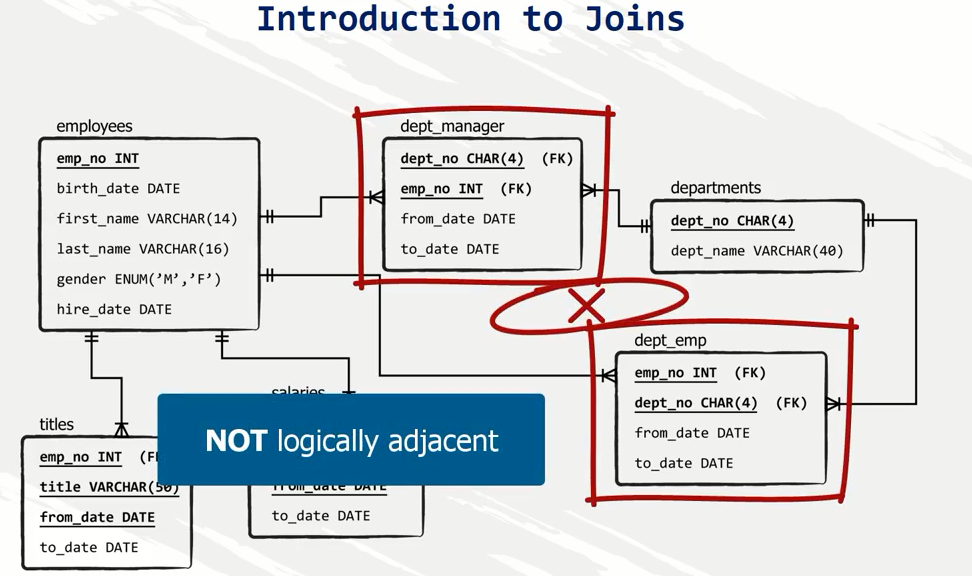 Introduction to Joins
employees
emp_no INT
birth_date DATE
first_name VARCHAR(14)
last_name VARCHAR(16)
gender ENUM(’M’,’F’)
hire_date DATE
dept_manager
dept_no CHAR(4) (FK)
emp_no INT (FK)
from_date DATE
to_date DATE
departments
dept_no CHAR(4)
dept_name VARCHAR(40)
dept_emp
emp_no INT (FK)
dept_no CHAR(4) (FK)
from_date DATE
to_date DATE
salaries
NOT logically adjacent
titles
emp_no INT
title VARCHAR(50)
from_date DATE
to_date DATE
from_date DATE
to_date DATE